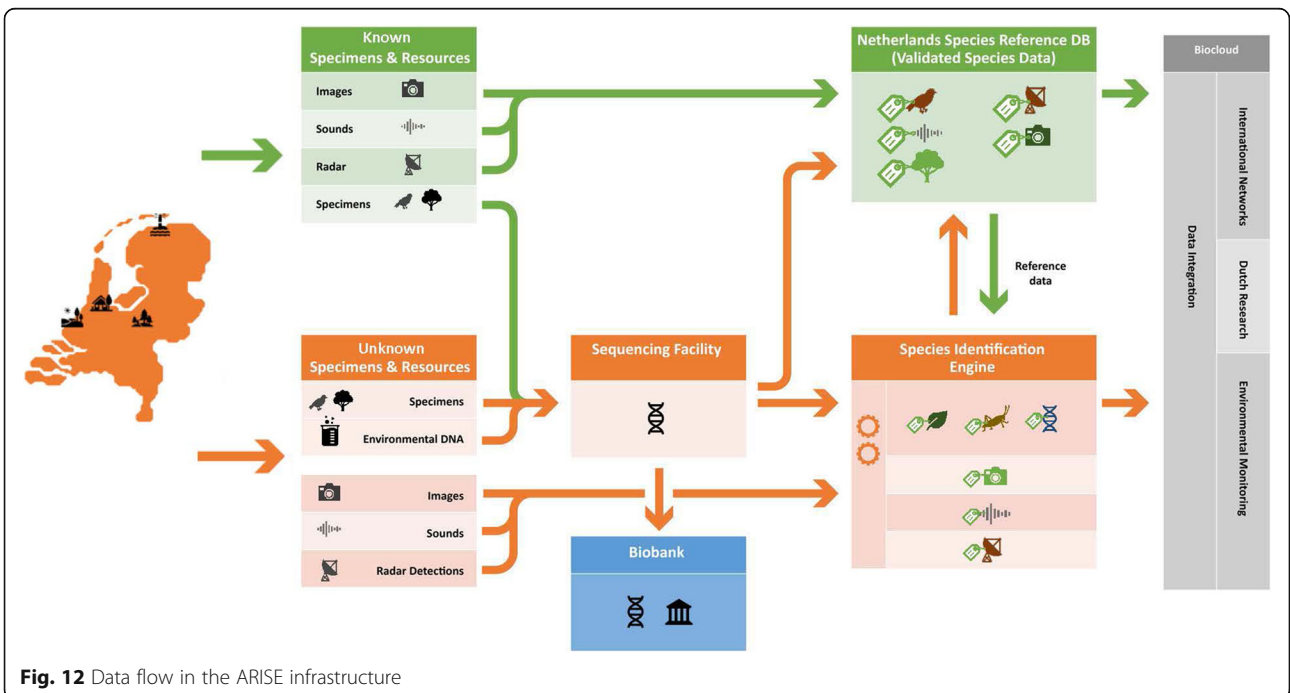 Known
Specimens & Resources
Images
Sounds
Radar
Specimens
Unknown
Specimens & Resources
Specimens
Environmental DNA
Images
Sounds
Radar Detections
Sequencing Facility
Biobank
Netherlands Species Reference DB
(Validated Species Data)
Reference
data
Species Identification
Engine
Biocloud
Data Integration
International Networks
Dutch Research
Environmental Monitoring
Fig. 12 Data flow in the ARISE infrastructure